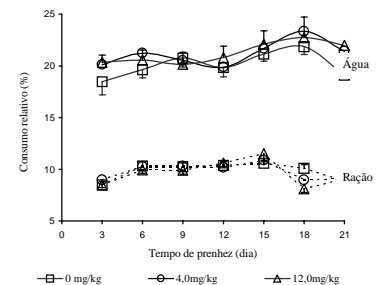 25
20
15
10
5
Consumo relativo (%)
Água
Ração
0 3 6 9 12 15 18 21
Tempo de prenhez (dia)
0 mg/kg 4,0mg/kg 12,0mg/kg